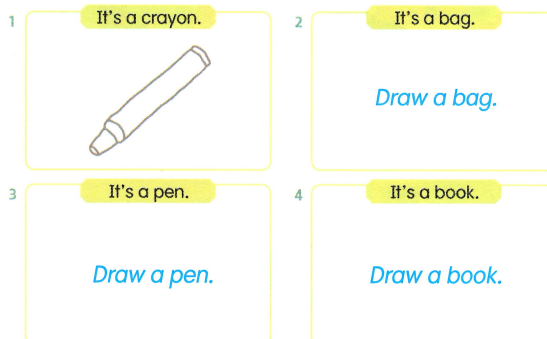 1 It's a crayon.
2 It's a bag.
Draw a bag.
3 It's a pen.
4 It's a book.
Draw a pen.
Draw a book.